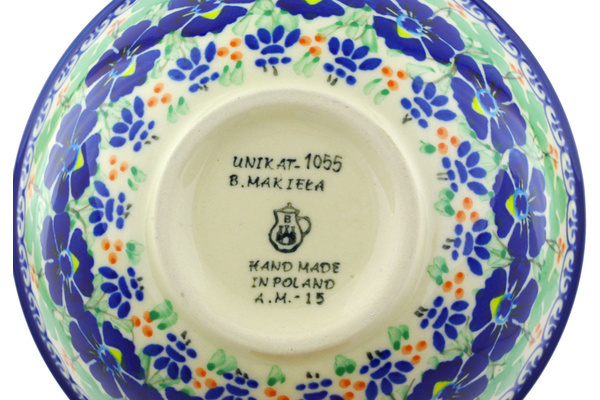 UNIKAT-1055
B. MAKIEŁA
B
HAND MADE
IN POLAND
A.M.-15